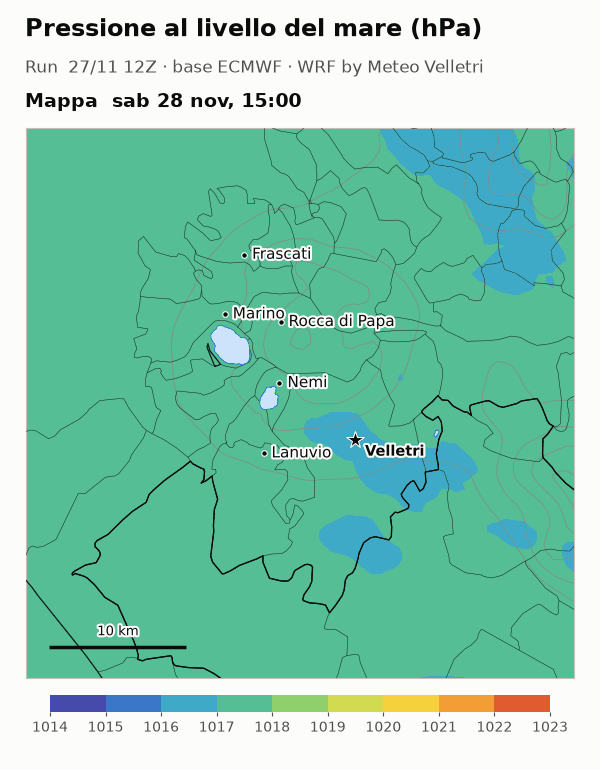 Pressione al livello del mare (hPa)
Run  27/11 12Z · base ECMWF · WRF by Meteo Velletri
Mappa  sab 28 nov, 15:00
Frascati
Marino
Rocca di Papa
Nemi
Velletri
Lanuvio
10 km
1014 1015 1016 1017 1018 1019 1020 1021 1022 1023